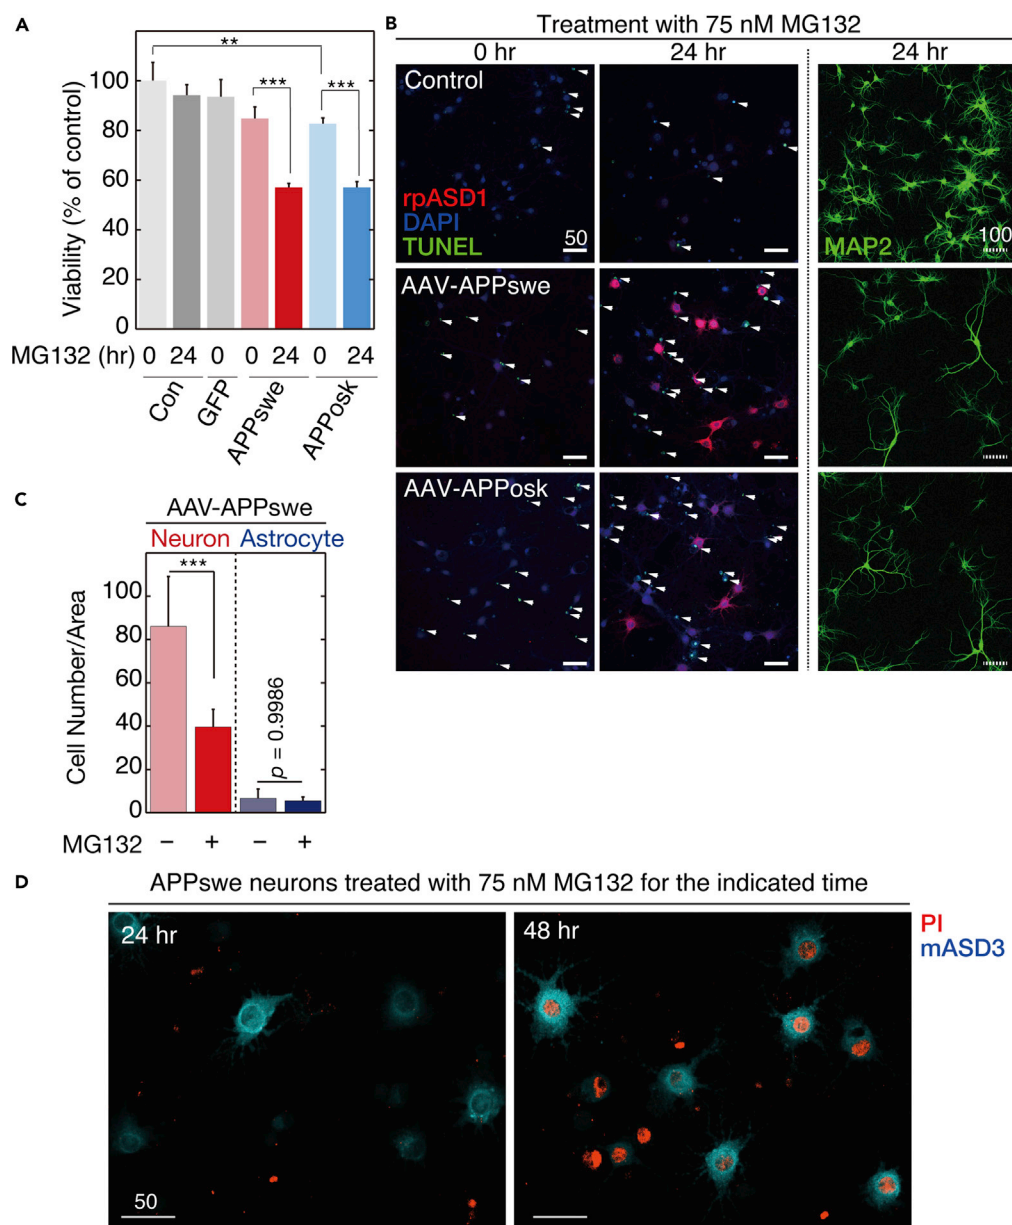 A
Viability (% of control)
100
80
60
40
20
0
** 
***
***
MG132 (hr) 0 24 0 0 24 0 24
Con GFP APPswe APPosk
B
Treatment with 75 nM MG132
0 hr 24 hr 24 hr
Control
rpASD1
DAPI
TUNEL
50
MAP2
100
AAV-APPswe
AAV-APPosk
C
AAV-APPswe
Neuron Astrocyte
Cell Number/Area
100
80
60
40
20
0
***
p = 0.9986
MG132 − + − +
D
APPswe neurons treated with 75 nM MG132 for the indicated time
24 hr
50
48 hr
PI
mASD3